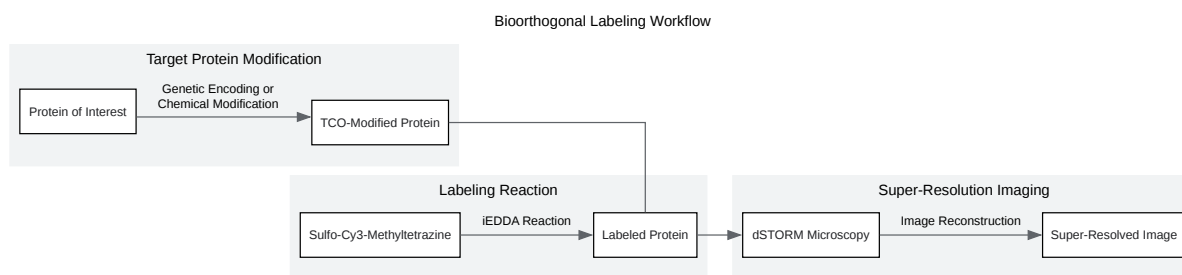 Bioorthogonal Labeling Workflow
Target Protein Modification
Protein of Interest
Genetic Encoding or
Chemical Modification
TCO-Modified Protein
Labeling Reaction
Sulfo-Cy3-Methyltetrazine
iEDDA Reaction
Labeled Protein
Super-Resolution Imaging
dSTORM Microscopy
Image Reconstruction
Super-Resolved Image